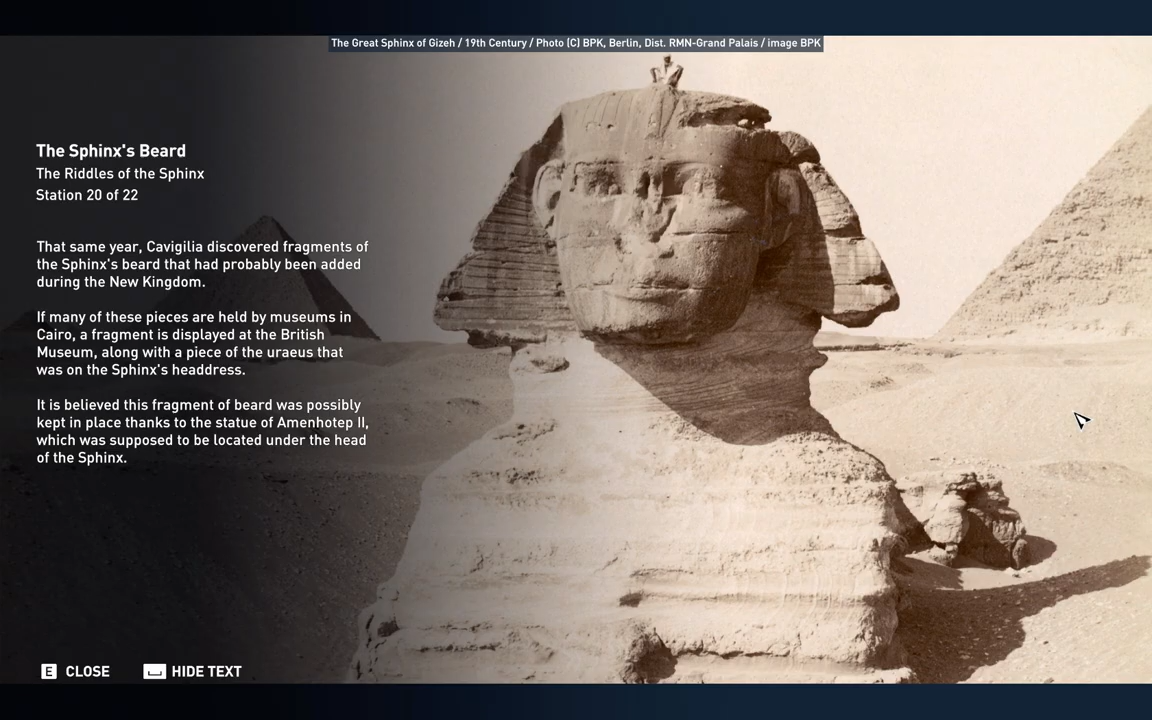 The Great Sphinx of Gizeh / 19th Century / Photo (C) BPK, Berlin, Dist. RMN-Grand Palais / image BPK
The Sphinx's Beard
The Riddles of the Sphinx
Station 20 of 22
That same year, Cavigilia discovered fragments of
the Sphinx's beard that had probably been added
during the New Kingdom.
If many of these pieces are held by museums in
Cairo, a fragment is displayed at the British
Museum, along with a piece of the uraeus that
was on the Sphinx's headdress.
It is believed this fragment of beard was possibly
kept in place thanks to the statue of Amenhotep II,
which was supposed to be located under the head
of the Sphinx.
E CLOSE HIDE TEXT